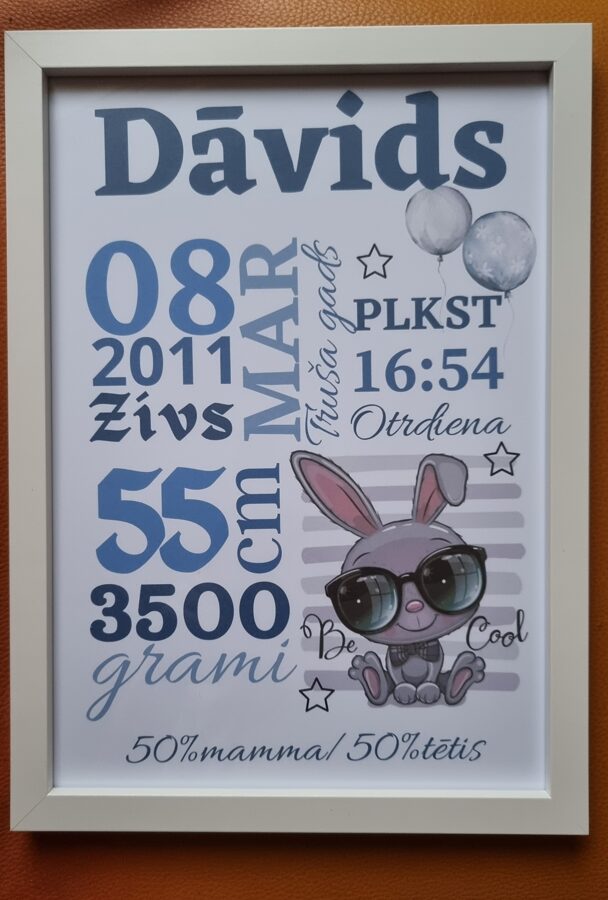 Dāvids
08
MAR
2011
Zivs
Truša gads
PLKST
16:54
Otrdiena
55
cm
3500
grami
Be
Cool
50%mamma/ 50%tētis